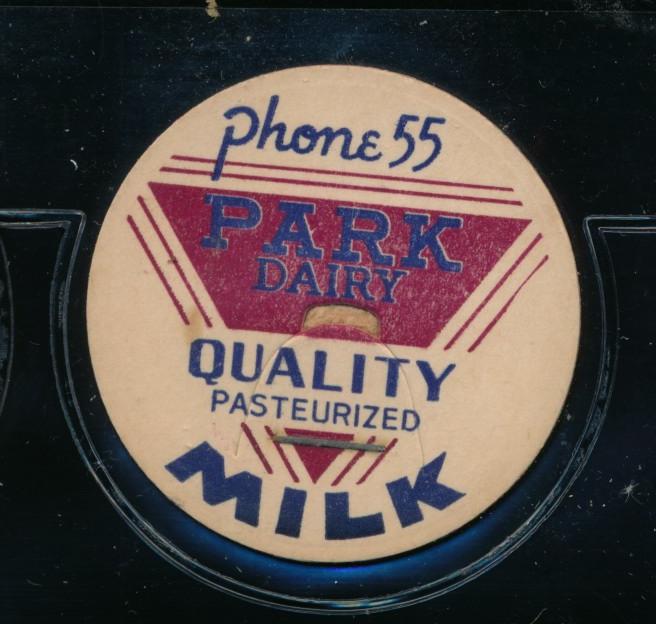 phone 55
PARK
DAIRY
QUALITY
PASTEURIZED
MILK